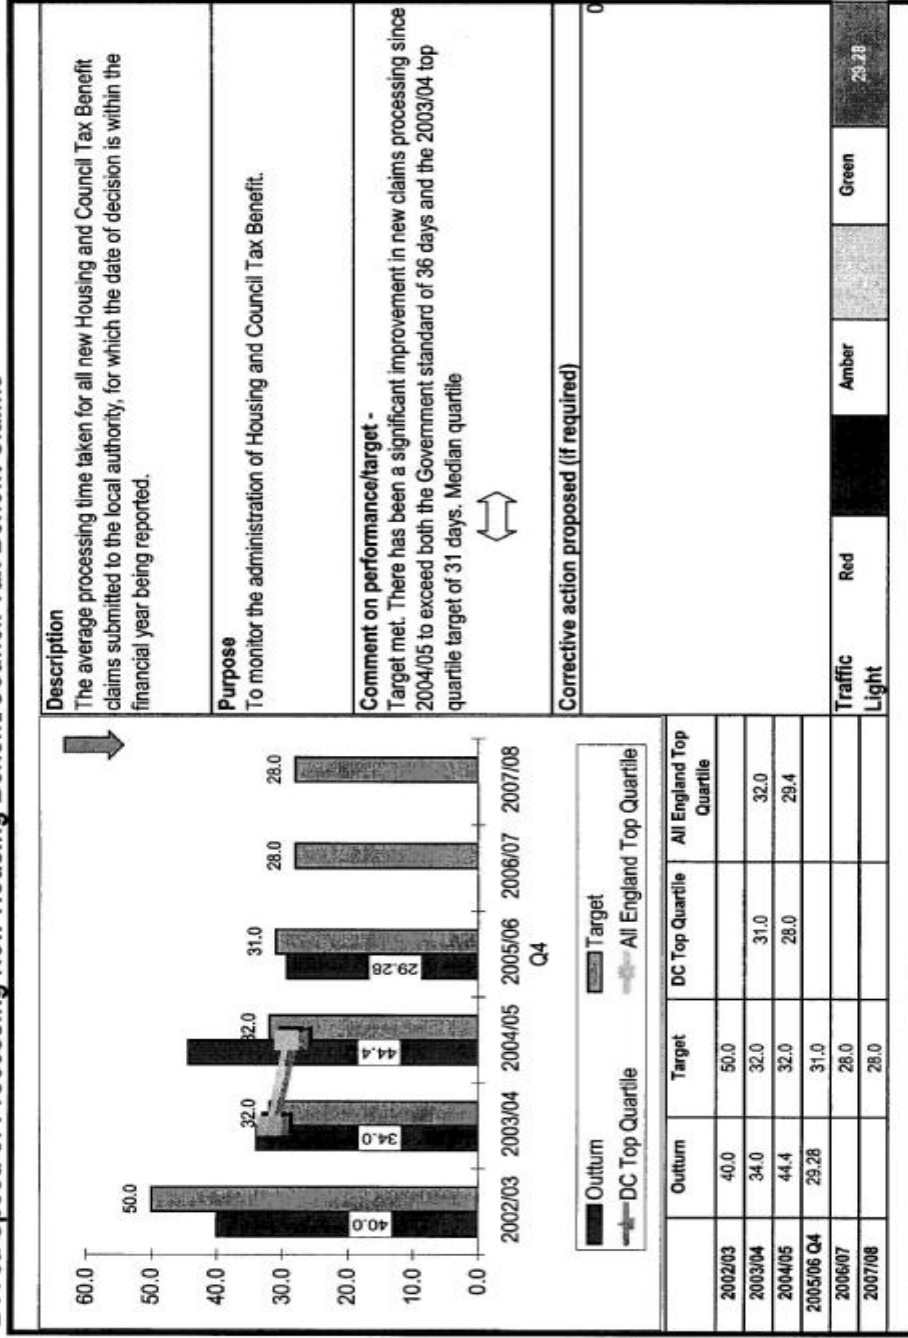 Description
The average processing time taken for all new Housing and Council Tax Benefit
claims submitted to the local authority, for which the date of decision is within the
financial year being reported.
Purpose
To monitor the administration of Housing and Council Tax Benefit.
Comment on performance/target -
Target met. There has been a significant improvement in new claims processing since
2004/05 to exceed both the Government standard of 36 days and the 2003/04 top
quartile target of 31 days. Median quartile
Corrective action proposed (if required)
0
60.0
50.0
40.0
30.0
20.0
10.0
0.0
50.0
40.0
32.0
34.0
32.0
44.4
31.0
29.28
28.0
28.0
2002/03 2003/04 2004/05 2005/06 2006/07 2007/08
Q4
Outturn Target
DC Top Quartile All England Top Quartile
Outturn Target DC Top Quartile All England Top
Quartile
2002/03 40.0 50.0
2003/04 34.0 32.0 31.0 32.0
2004/05 44.4 32.0 28.0 29.4
2005/06 Q4 29.28 31.0
2006/07 28.0
2007/08 28.0
Traffic
Light
Red Amber Green 29.28